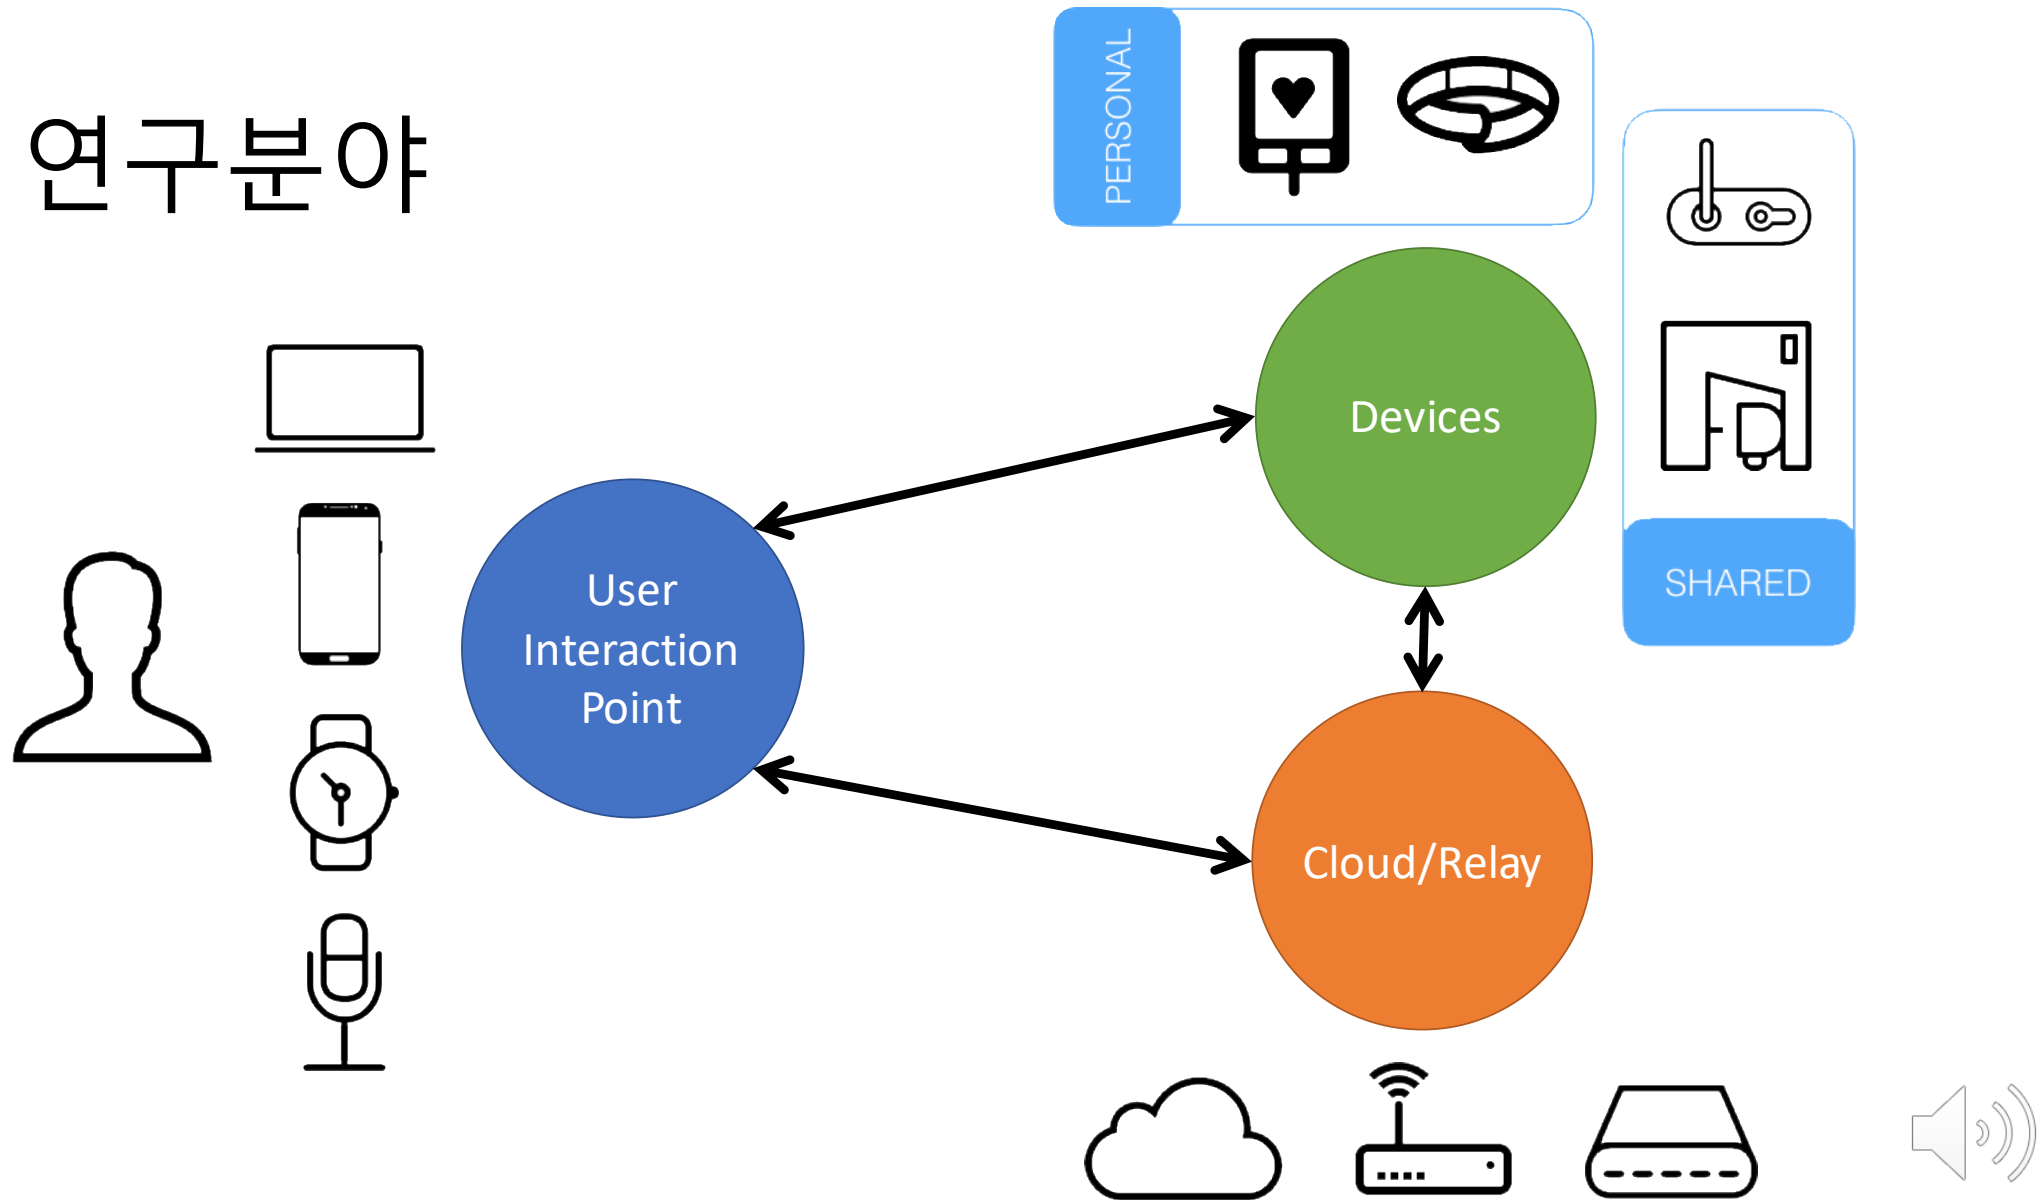 연구분야
PERSONAL
Devices
SHARED
User
Interaction
Point
Cloud/Relay